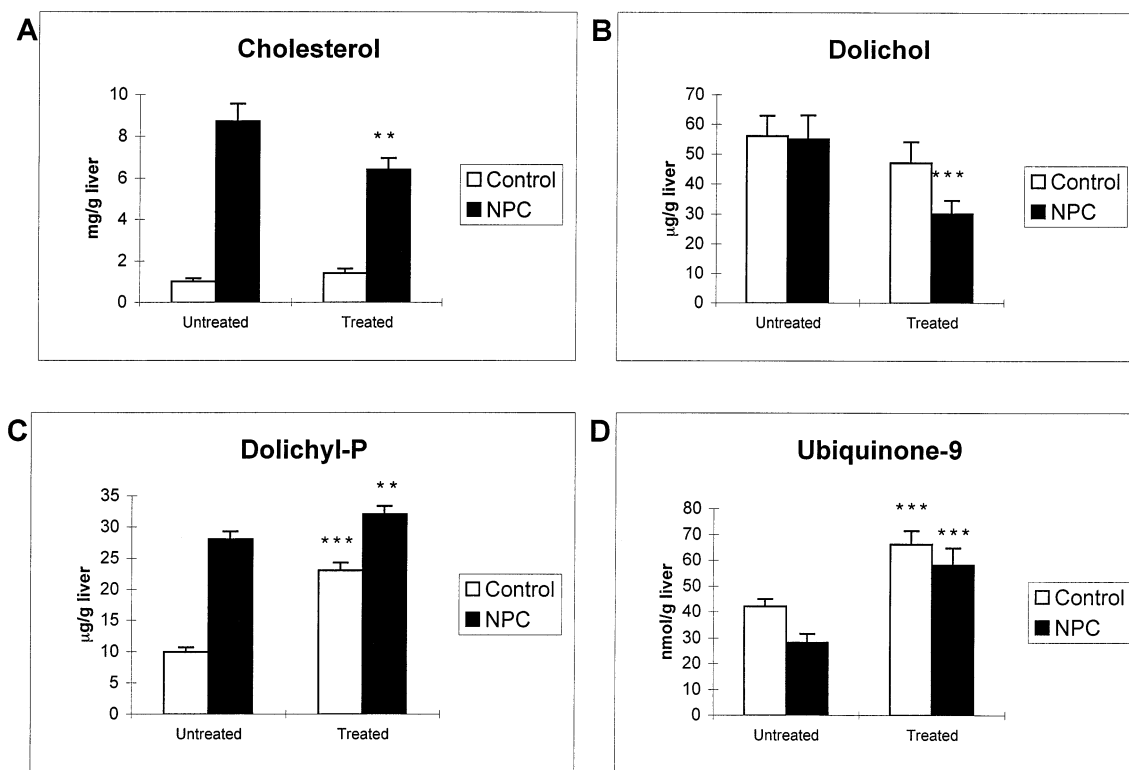 A
Cholesterol
mg/g liver
10
8
6
4
2
0
**
Untreated
Treated
Control
NPC
B
Dolichol
µg/g liver
70
60
50
40
30
20
10
0
***
Untreated
Treated
Control
NPC
C
Dolichyl-P
µg/g liver
35
30
25
20
15
10
5
0
***
**
Untreated
Treated
Control
NPC
D
Ubiquinone-9
nmol/g liver
80
70
60
50
40
30
20
10
0
***
***
Untreated
Treated
Control
NPC